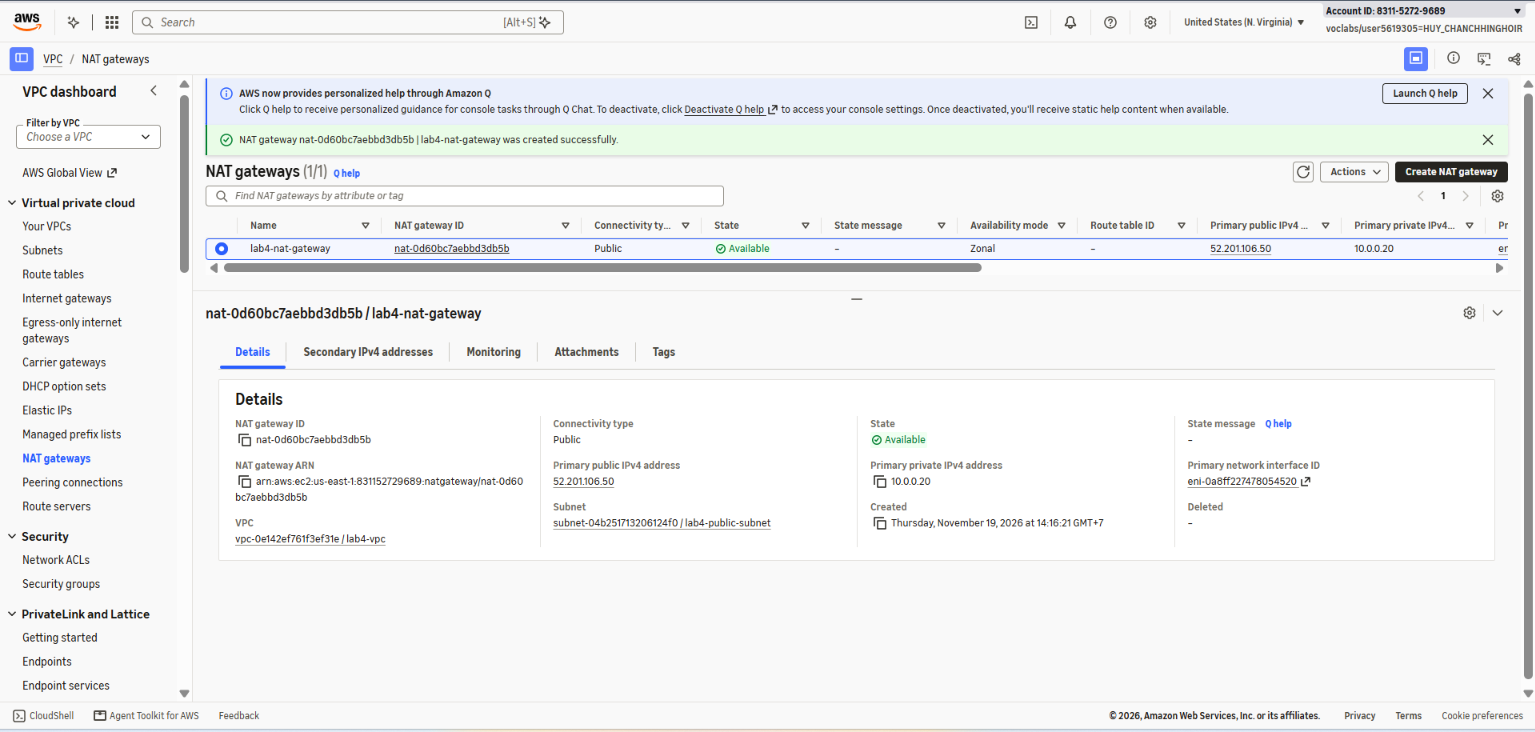 aws
Search [Alt+S]
United States (N. Virginia)
Account ID: 8311-5272-9689
voclabs/user5619305=HUY_CHANCHHINGHOIR
VPC / NAT gateways
VPC dashboard
Filter by VPC
Choose a VPC
AWS Global View
Virtual private cloud
Your VPCs
Subnets
Route tables
Internet gateways
Egress-only internet
gateways
Carrier gateways
DHCP option sets
Elastic IPs
Managed prefix lists
NAT gateways
Peering connections
Route servers
Security
Network ACLs
Security groups
PrivateLink and Lattice
Getting started
Endpoints
Endpoint services
AWS now provides personalized help through Amazon Q
Click Q help to receive personalized guidance for console tasks through Q Chat. To deactivate, click Deactivate Q help to access your console settings. Once deactivated, you'll receive static help content when available.
Launch Q help
NAT gateway nat-0d60bc7aebbd3db5b | lab4-nat-gateway was created successfully.
NAT gateways (1/1) Q help
Actions
Create NAT gateway
Find NAT gateways by attribute or tag
1
Name NAT gateway ID Connectivity ty... State State message Availability mode Route table ID Primary public IPv4 ... Primary private IPv4... Pr
lab4-nat-gateway nat-0d60bc7aebbd3db5b Public Available – Zonal – 52.201.106.50 10.0.0.20 er
nat-0d60bc7aebbd3db5b / lab4-nat-gateway
Details Secondary IPv4 addresses Monitoring Attachments Tags
Details
NAT gateway ID
nat-0d60bc7aebbd3db5b
NAT gateway ARN
arn:aws:ec2:us-east-1:831152729689:natgateway/nat-0d60
bc7aebbd3db5b
VPC
vpc-0e142ef761f3ef31e / lab4-vpc
Connectivity type
Public
Primary public IPv4 address
52.201.106.50
Subnet
subnet-04b251713206124f0 / lab4-public-subnet
State
Available
Primary private IPv4 address
10.0.0.20
Created
Thursday, November 19, 2026 at 14:16:21 GMT+7
State message Q help
–
Primary network interface ID
eni-0a8ff227478054520
Deleted
–
CloudShell Agent Toolkit for AWS Feedback
© 2026, Amazon Web Services, Inc. or its affiliates. Privacy Terms Cookie preferences